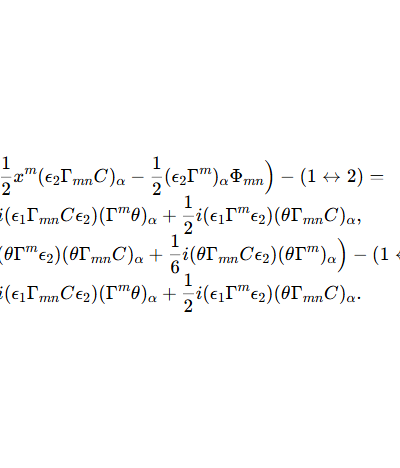 \frac{1}{2}x^m(\epsilon_2\Gamma_{mn}C)_\alpha - \frac{1}{2}(\epsilon_2\Gamma^m)_\alpha\Phi_{mn}\Big) - (1 \leftrightarrow 2) =
i(\epsilon_1\Gamma_{mn}C\epsilon_2)(\Gamma^m\theta)_\alpha + \frac{1}{2}i(\epsilon_1\Gamma^m\epsilon_2)(\theta\Gamma_{mn}C)_\alpha,
(\theta\Gamma^m\epsilon_2)(\theta\Gamma_{mn}C)_\alpha + \frac{1}{6}i(\theta\Gamma_{mn}C\epsilon_2)(\theta\Gamma^m)_\alpha\Big) - (1
i(\epsilon_1\Gamma_{mn}C\epsilon_2)(\Gamma^m\theta)_\alpha + \frac{1}{2}i(\epsilon_1\Gamma^m\epsilon_2)(\theta\Gamma_{mn}C)_\alpha.